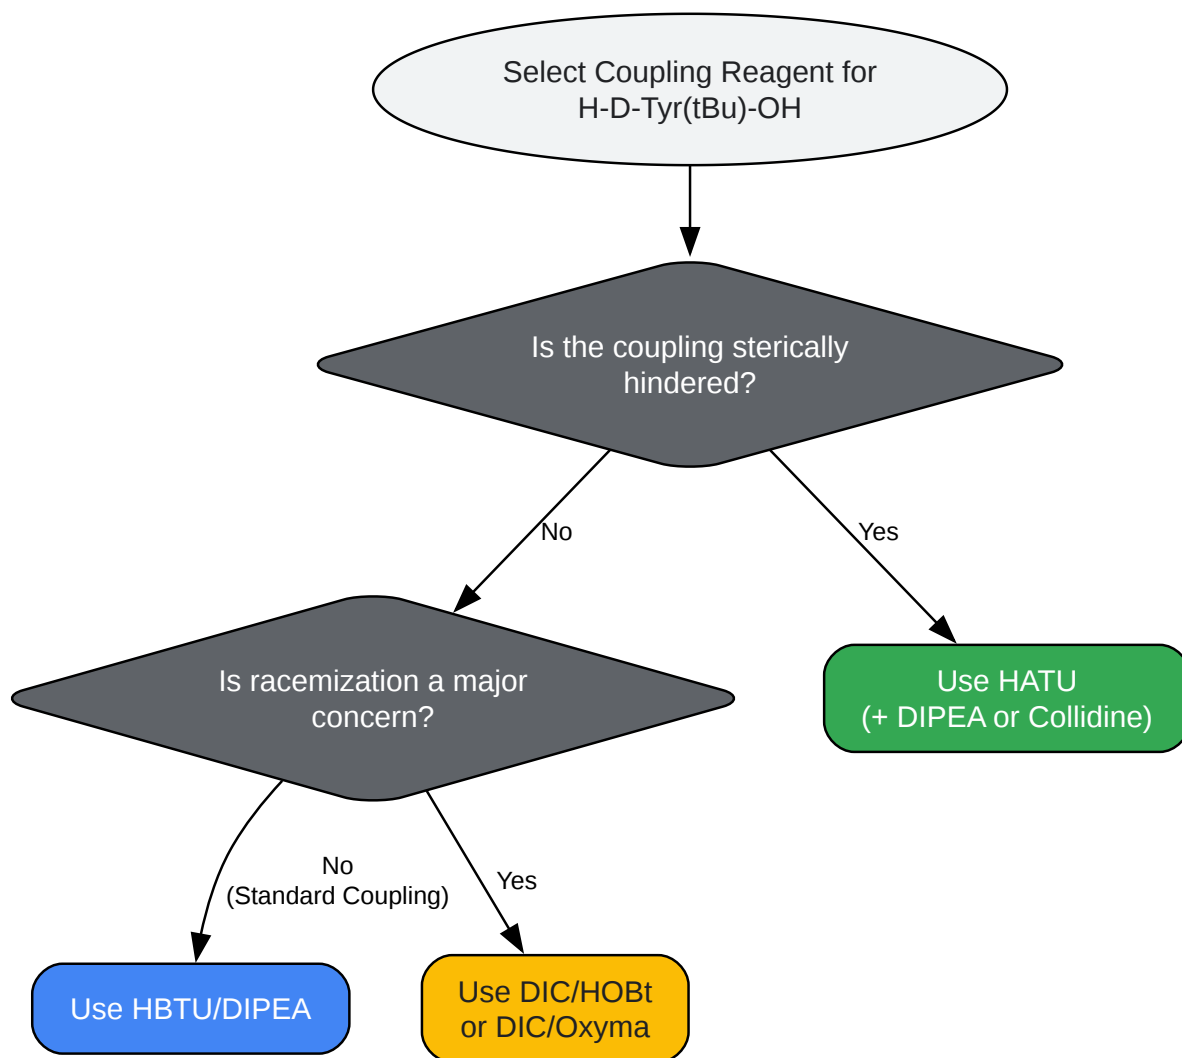 Select Coupling Reagent for
H-D-Tyr(tBu)-OH
Is the coupling sterically
hindered?
No
Yes
Is racemization a major
concern?
Use HATU
(+ DIPEA or Collidine)
No
(Standard Coupling)
Yes
Use HBTU/DIPEA
Use DIC/HOBt
or DIC/Oxyma